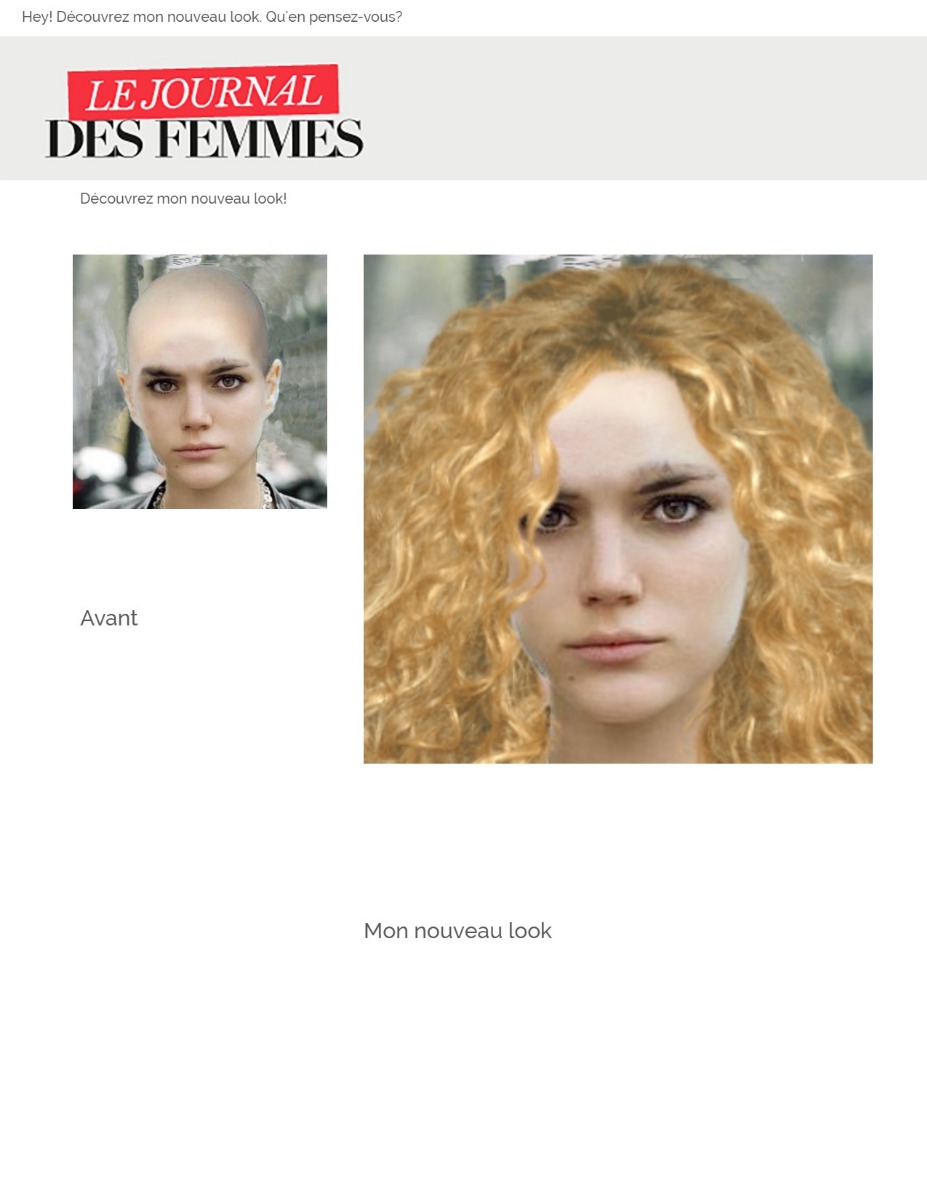 Hey! Découvrez mon nouveau look. Qu'en pensez-vous?
LE JOURNAL
DES FEMMES
Découvrez mon nouveau look!
Avant
Mon nouveau look